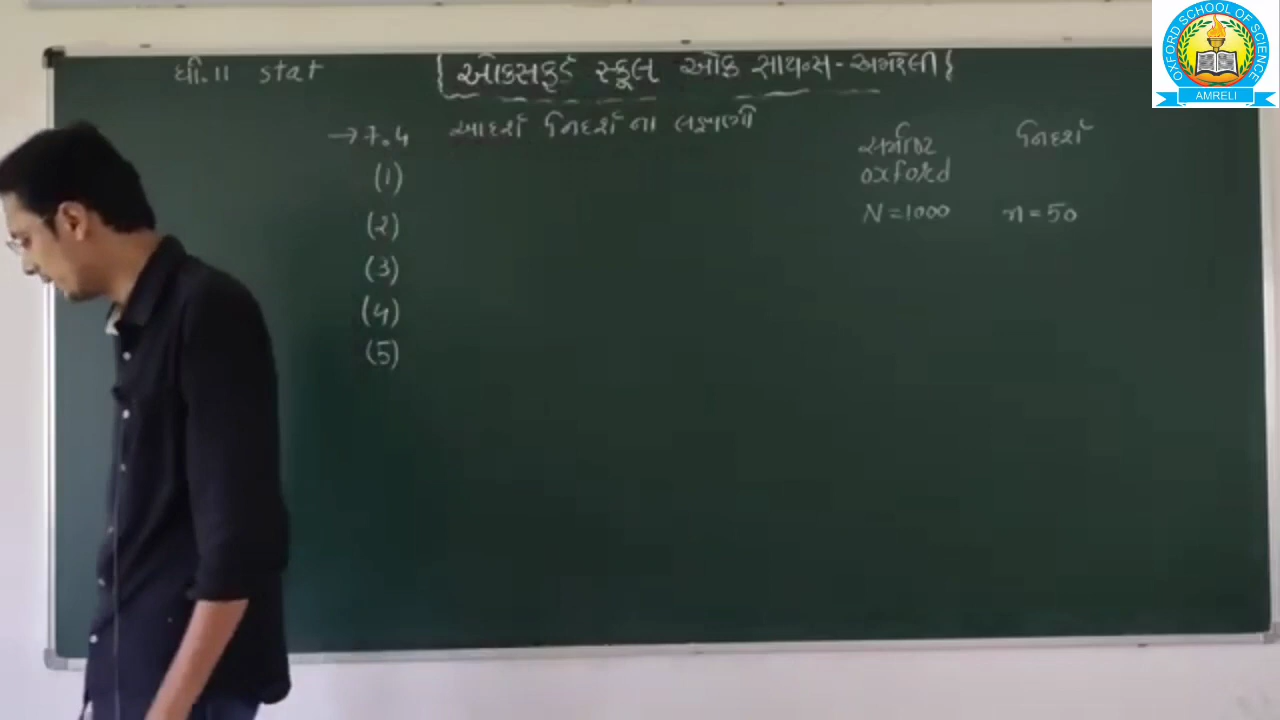 ધો.11 stat
{ ઓક્સફર્ડ સ્કૂલ ઓફ સાયન્સ - અમરેલી }
→ 7.4 આદર્શ નિદર્શ ના લક્ષણો
(1)
(2)
(3)
(4)
(5)
સમષ્ટિ નિદર્શ
oxford
N = 1000 n = 50
OXFORD SCHOOL OF SCIENCE
AMRELI